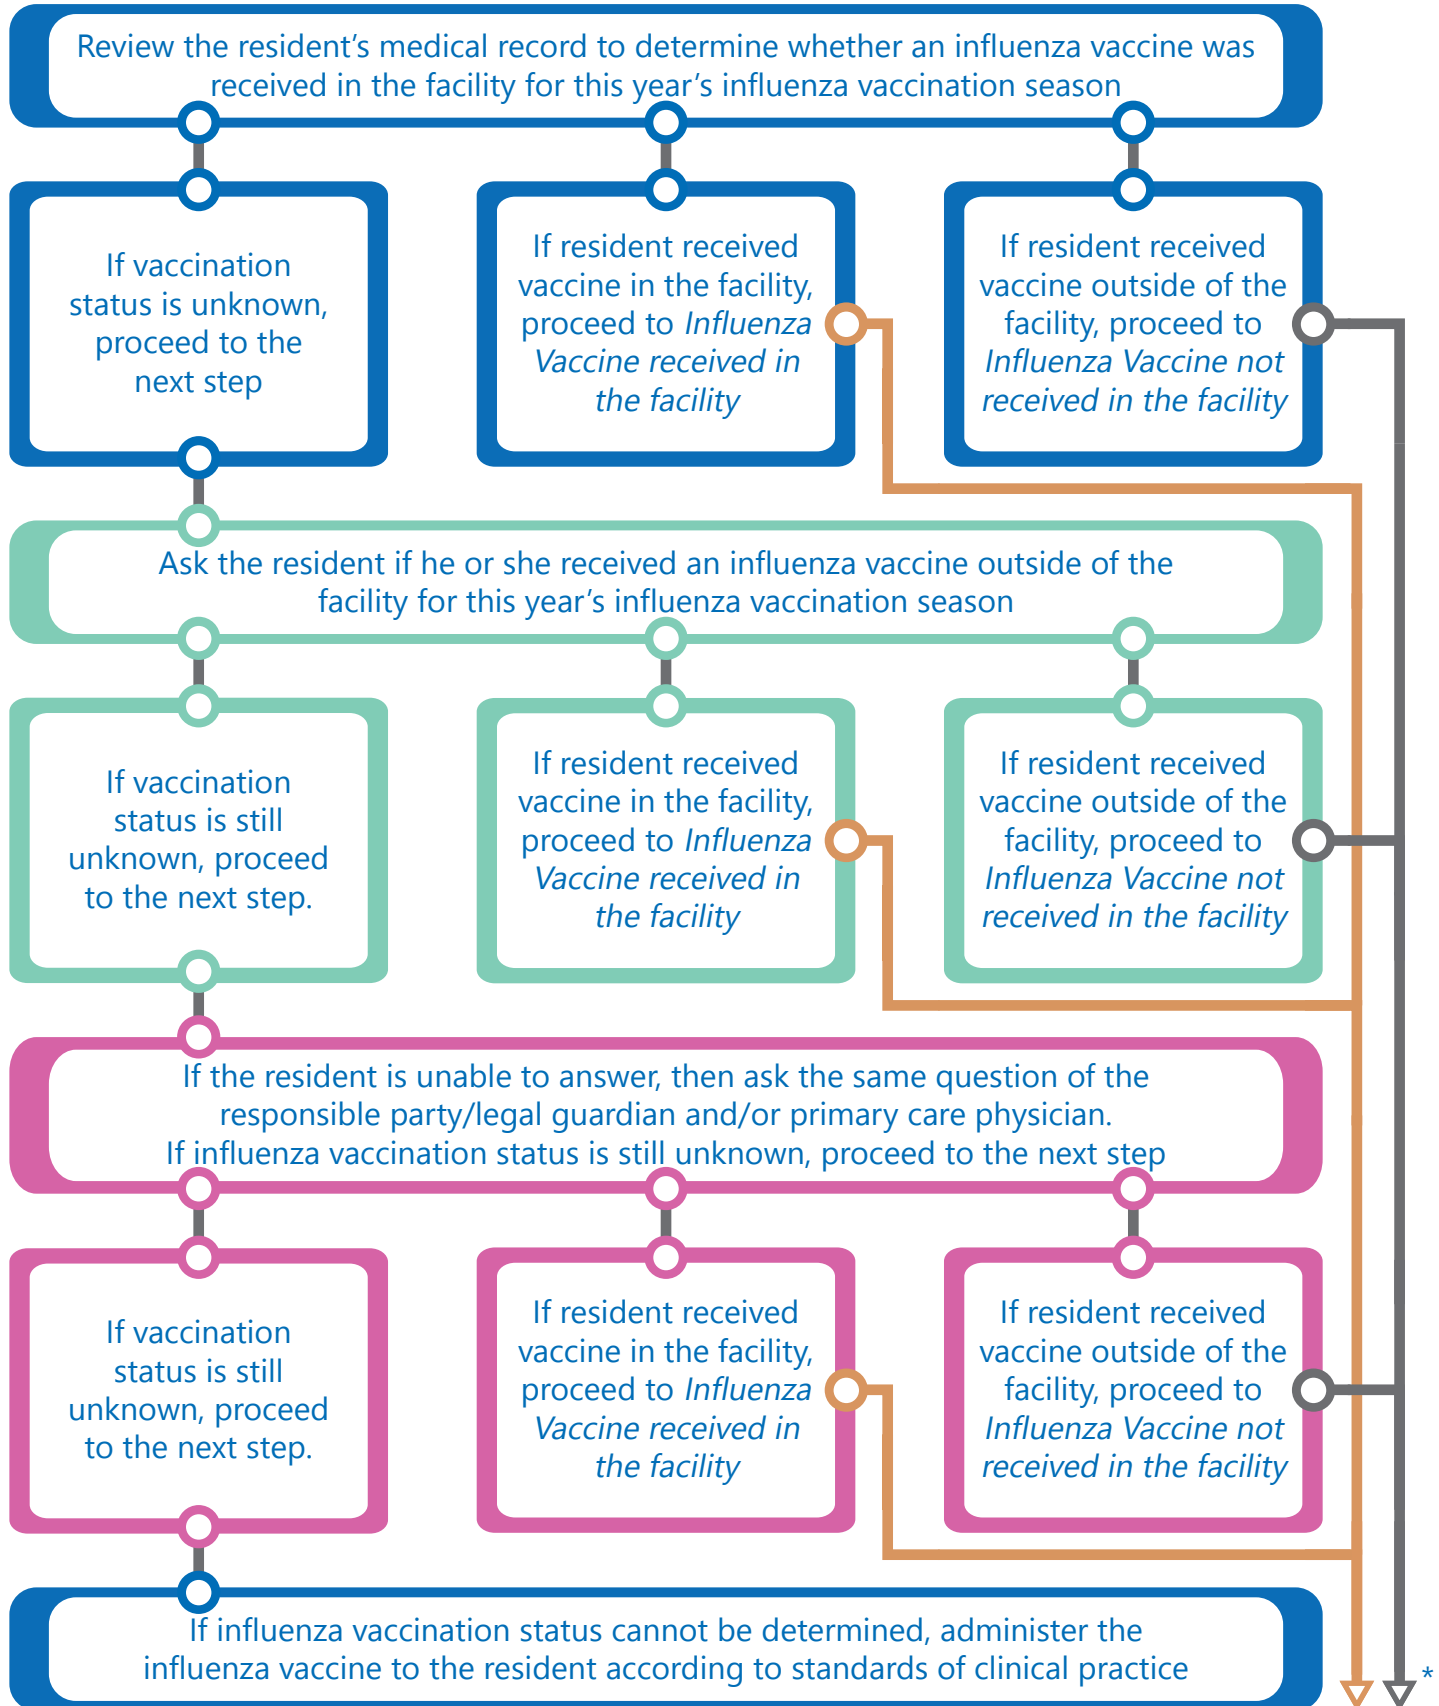 Review the resident’s medical record to determine whether an influenza vaccine was
received in the facility for this year’s influenza vaccination season
If vaccination
status is unknown,
proceed to the
next step
If resident received
vaccine in the facility,
proceed to Influenza
Vaccine received in
the facility
If resident received
vaccine outside of the
facility, proceed to
Influenza Vaccine not
received in the facility
Ask the resident if he or she received an influenza vaccine outside of the
facility for this year’s influenza vaccination season
If vaccination
status is still
unknown, proceed
to the next step.
If resident received
vaccine in the facility,
proceed to Influenza
Vaccine received in
the facility
If resident received
vaccine outside of the
facility, proceed to
Influenza Vaccine not
received in the facility
If the resident is unable to answer, then ask the same question of the
responsible party/legal guardian and/or primary care physician.
If influenza vaccination status is still unknown, proceed to the next step
If vaccination
status is still
unknown, proceed
to the next step.
If resident received
vaccine in the facility,
proceed to Influenza
Vaccine received in
the facility
If resident received
vaccine outside of the
facility, proceed to
Influenza Vaccine not
received in the facility
If influenza vaccination status cannot be determined, administer the
influenza vaccine to the resident according to standards of clinical practice
*